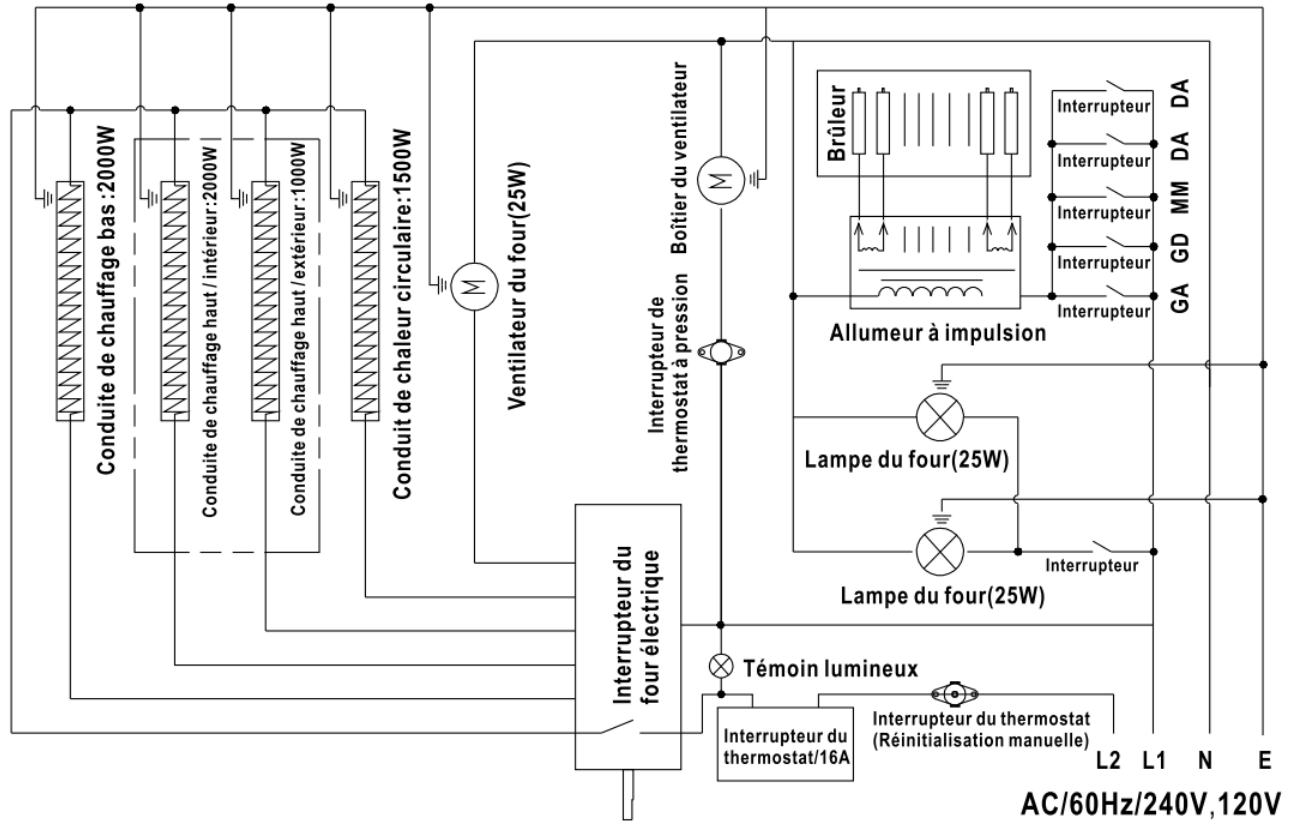 Conduite de chauffage bas :2000W
Conduite de chauffage haut / intérieur :2000W
Conduite de chauffage haut / extérieur :1000W
Conduit de chaleur circulaire:1500W
Ventilateur du four(25W)
M
Boîtier du ventilateur
M
Interrupteur de
thermostat à pression
Brûleur
Allumeur à impulsion
Interrupteur
DA
Interrupteur
DA
Interrupteur
MM
Interrupteur
GD
Interrupteur
GA
Lampe du four(25W)
Interrupteur
Lampe du four(25W)
Interrupteur du
four électrique
Témoin lumineux
Interrupteur du
thermostat/16A
Interrupteur du thermostat
(Réinitialisation manuelle)
L2 L1 N E
AC/60Hz/240V,120V